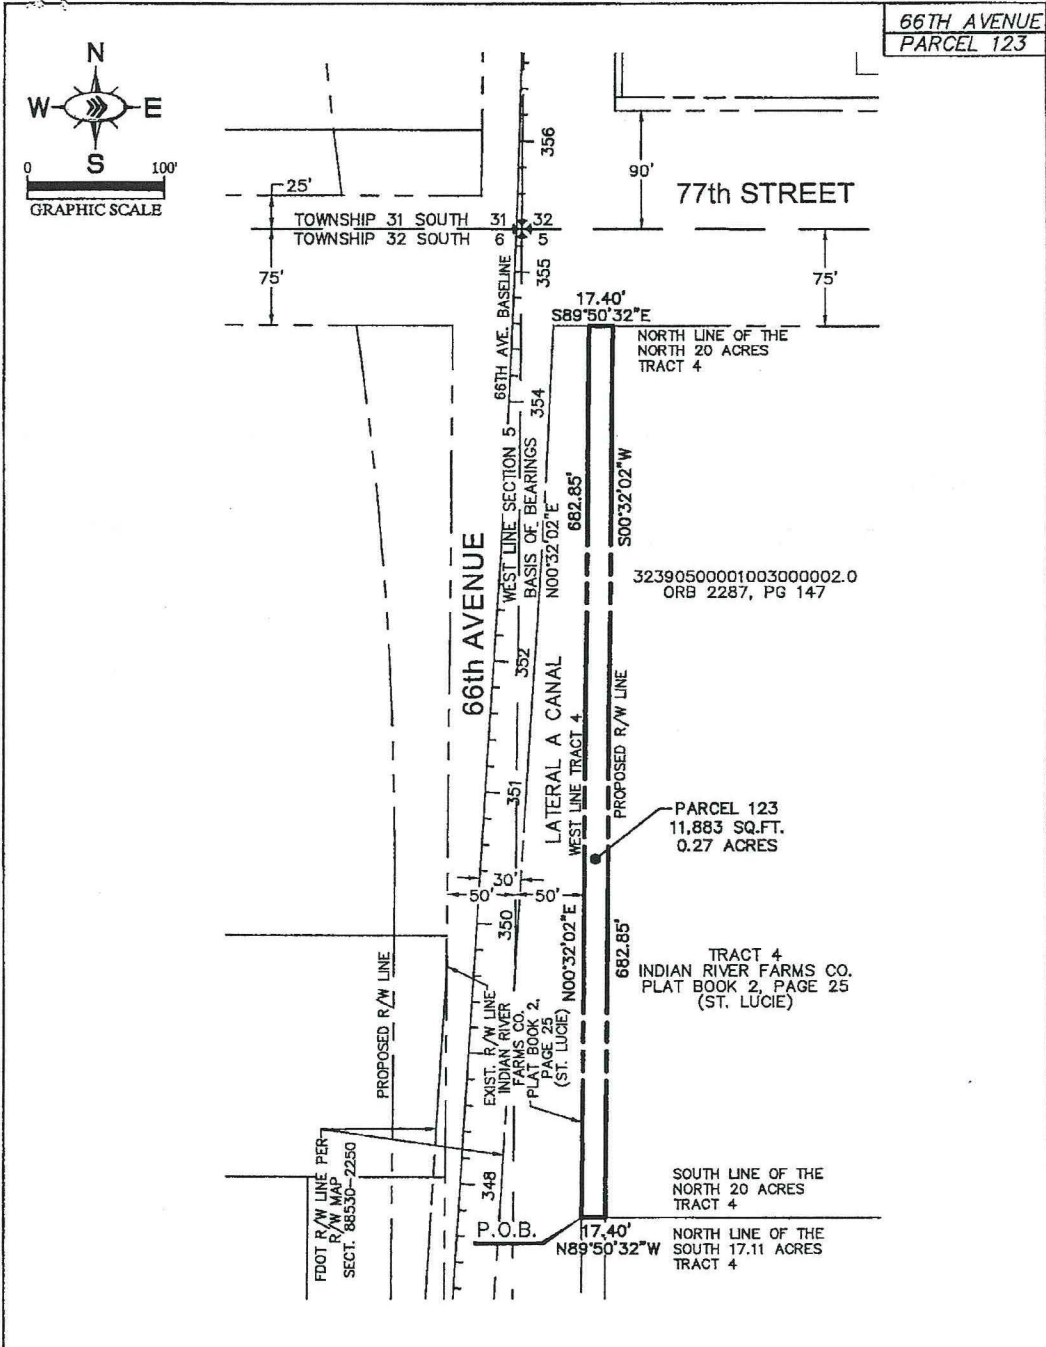 66TH AVENUE
PARCEL 123
N
W E
S
0 100'
GRAPHIC SCALE
25'
356
90'
77th STREET
TOWNSHIP 31 SOUTH 31 32
TOWNSHIP 32 SOUTH 6 5
75'
355
75'
66TH AVE. BASELINE
17.40'
S89°50'32"E
NORTH LINE OF THE
NORTH 20 ACRES
TRACT 4
354
WEST LINE SECTION 5
BASIS OF BEARINGS
N00°32'02"E
682.85'
S00°32'02"W
66th AVENUE
32390500001003000002.0
ORB 2287, PG 147
352
LATERAL A CANAL
WEST LINE TRACT 4
PROPOSED R/W LINE
351
PARCEL 123
11,883 SQ.FT.
0.27 ACRES
30'
50' 50'
350
N00°32'02"E
682.85'
TRACT 4
INDIAN RIVER FARMS CO.
PLAT BOOK 2, PAGE 25
(ST. LUCIE)
PROPOSED R/W LINE
EXIST. R/W LINE
INDIAN RIVER
FARMS CO.
PLAT BOOK 2,
PAGE 25
(ST. LUCIE)
FDOT R/W LINE PER
R/W MAP
SECT. 88530-2250
348
SOUTH LINE OF THE
NORTH 20 ACRES
TRACT 4
P.O.B.
17.40'
N89°50'32"W
NORTH LINE OF THE
SOUTH 17.11 ACRES
TRACT 4